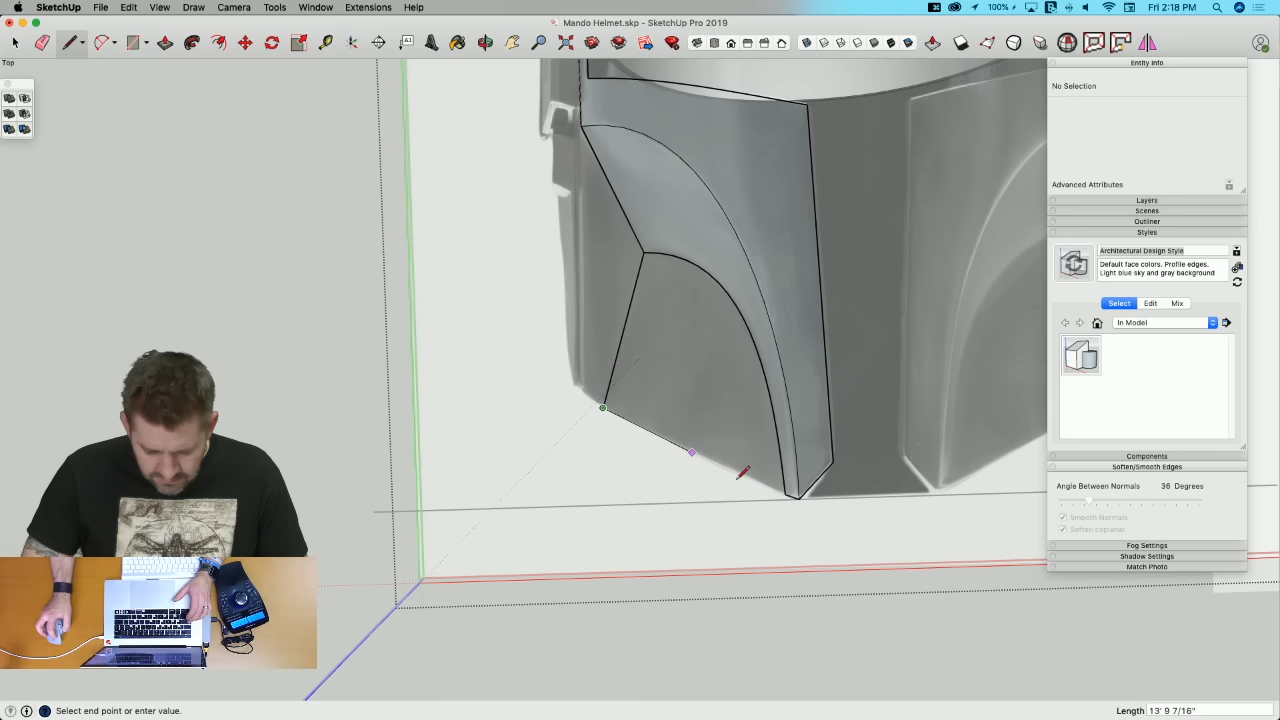 SketchUp File Edit View Draw Camera Tools Window Extensions Help
100% Fri 2:18 PM
Mando Helmet.skp - SketchUp Pro 2019
Top
Entity Info
No Selection
Advanced Attributes
Layers
Scenes
Outliner
Styles
Architectural Design Style
Default face colors. Profile edges.
Light blue sky and gray background
Select Edit Mix
In Model
Components
Soften/Smooth Edges
Angle Between Normals 36 Degrees
Smooth Normals
Soften coplanar
Fog Settings
Shadow Settings
Match Photo
Select end point or enter value.
Length 13' 9 7/16"